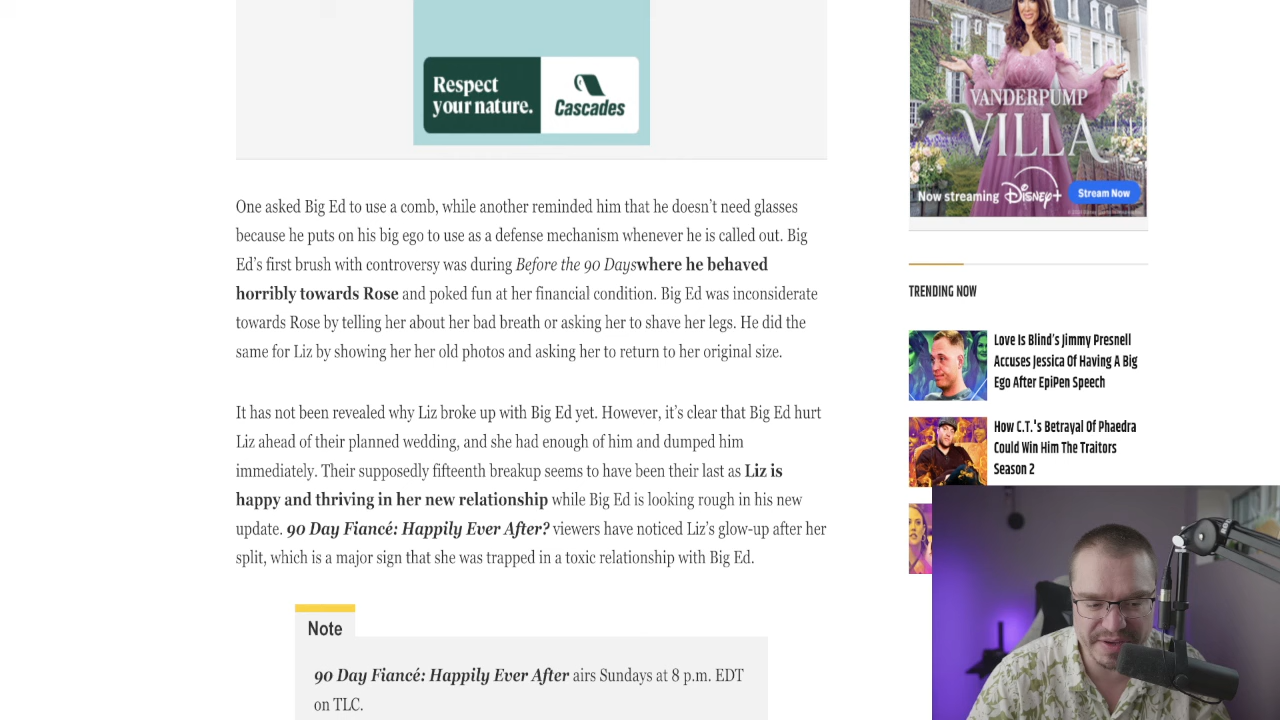 Respect
your nature.
Cascades
One asked Big Ed to use a comb, while another reminded him that he doesn’t need glasses
because he puts on his big ego to use as a defense mechanism whenever he is called out. Big
Ed’s first brush with controversy was during Before the 90 Dayswhere he behaved
horribly towards Rose and poked fun at her financial condition. Big Ed was inconsiderate
towards Rose by telling her about her bad breath or asking her to shave her legs. He did the
same for Liz by showing her her old photos and asking her to return to her original size.
It has not been revealed why Liz broke up with Big Ed yet. However, it’s clear that Big Ed hurt
Liz ahead of their planned wedding, and she had enough of him and dumped him
immediately. Their supposedly fifteenth breakup seems to have been their last as Liz is
happy and thriving in her new relationship while Big Ed is looking rough in his new
update. 90 Day Fiancé: Happily Ever After? viewers have noticed Liz’s glow-up after her
split, which is a major sign that she was trapped in a toxic relationship with Big Ed.
Note
90 Day Fiancé: Happily Ever After airs Sundays at 8 p.m. EDT
on TLC.
VANDERPUMP
VILLA
Now streaming Disney+ Stream Now
TRENDING NOW
Love Is Blind’s Jimmy Presnell
Accuses Jessica Of Having A Big
Ego After EpiPen Speech
How C.T.'s Betrayal Of Phaedra
Could Win Him The Traitors
Season 2